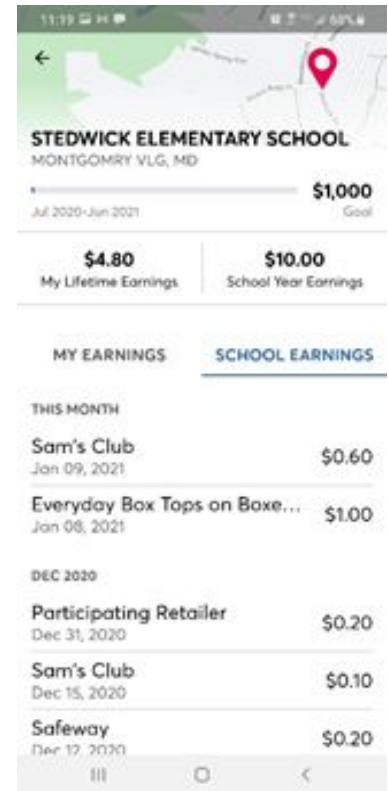 11:19
68%
STEDWICK ELEMENTARY SCHOOL
MONTGOMRY VLG, MD
$1,000
Jul 2020-Jun 2021
Goal
$4.80
My Lifetime Earnings
$10.00
School Year Earnings
MY EARNINGS
SCHOOL EARNINGS
THIS MONTH
Sam's Club
$0.60
Jan 09, 2021
Everyday Box Tops on Boxe...
$1.00
Jan 08, 2021
DEC 2020
Participating Retailer
$0.20
Dec 31, 2020
Sam's Club
$0.10
Dec 15, 2020
Safeway
$0.20
Dec 12, 2020